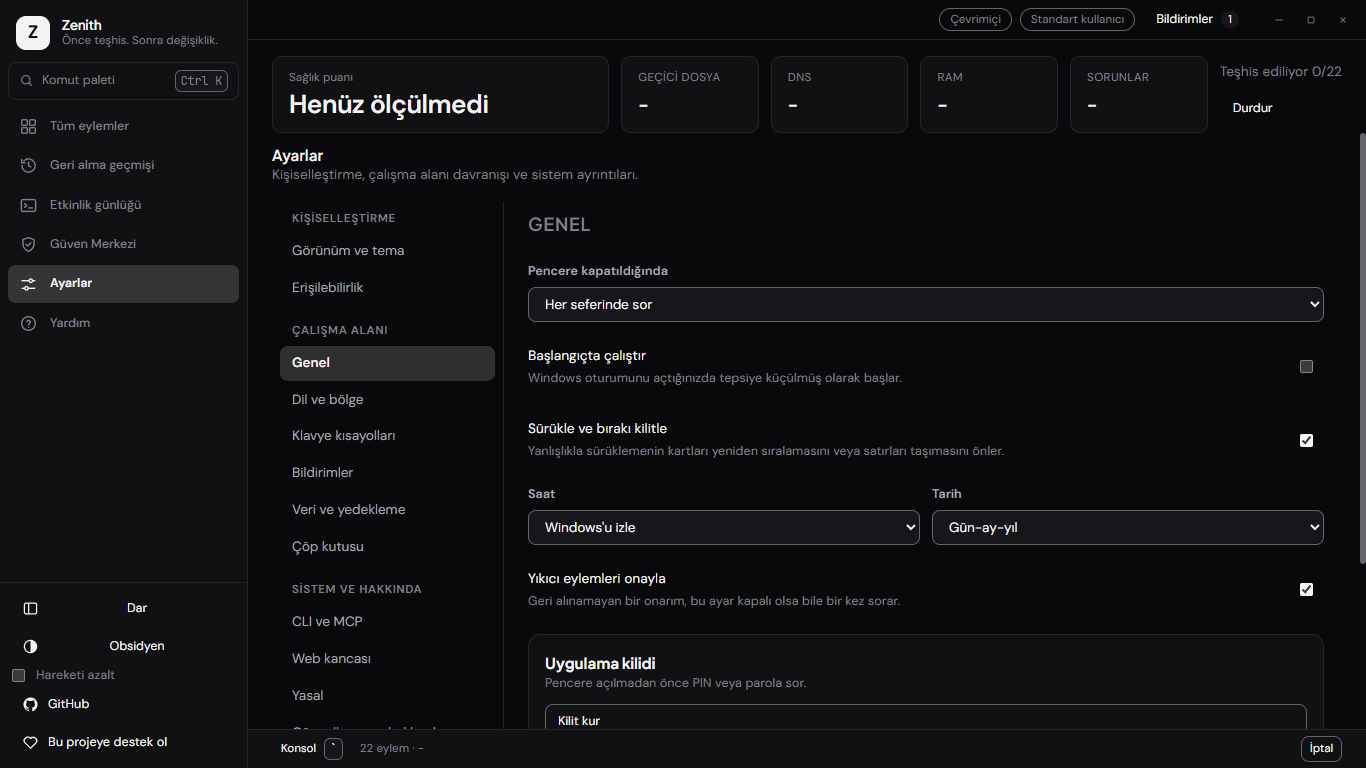 Z
Zenith
Önce teşhis. Sonra değişiklik.
Komut paleti
Ctrl K
Tüm eylemler
Geri alma geçmişi
Etkinlik günlüğü
Güven Merkezi
Ayarlar
Yardım
Dar
Obsidyen
Hareketi azalt
GitHub
Bu projeye destek ol
Çevrimiçi
Standart kullanıcı
Bildirimler 1
Sağlık puanı
Henüz ölçülmedi
GEÇİCİ DOSYA
-
DNS
-
RAM
-
SORUNLAR
-
Teşhis ediliyor 0/22
Durdur
Ayarlar
Kişiselleştirme, çalışma alanı davranışı ve sistem ayrıntıları.
KİŞİSELLEŞTİRME
Görünüm ve tema
Erişilebilirlik
ÇALIŞMA ALANI
Genel
Dil ve bölge
Klavye kısayolları
Bildirimler
Veri ve yedekleme
Çöp kutusu
SİSTEM VE HAKKINDA
CLI ve MCP
Web kancası
Yasal
GENEL
Pencere kapatıldığında
Her seferinde sor
Başlangıçta çalıştır
Windows oturumunu açtığınızda tepsiye küçülmüş olarak başlar.
Sürükle ve bırakı kilitle
Yanlışlıkla sürüklemenin kartları yeniden sıralamasını veya satırları taşımasını önler.
Saat
Windows'u izle
Tarih
Gün-ay-yıl
Yıkıcı eylemleri onayla
Geri alınamayan bir onarım, bu ayar kapalı olsa bile bir kez sorar.
Uygulama kilidi
Pencere açılmadan önce PIN veya parola sor.
Kilit kur
Konsol `
22 eylem · -
İptal